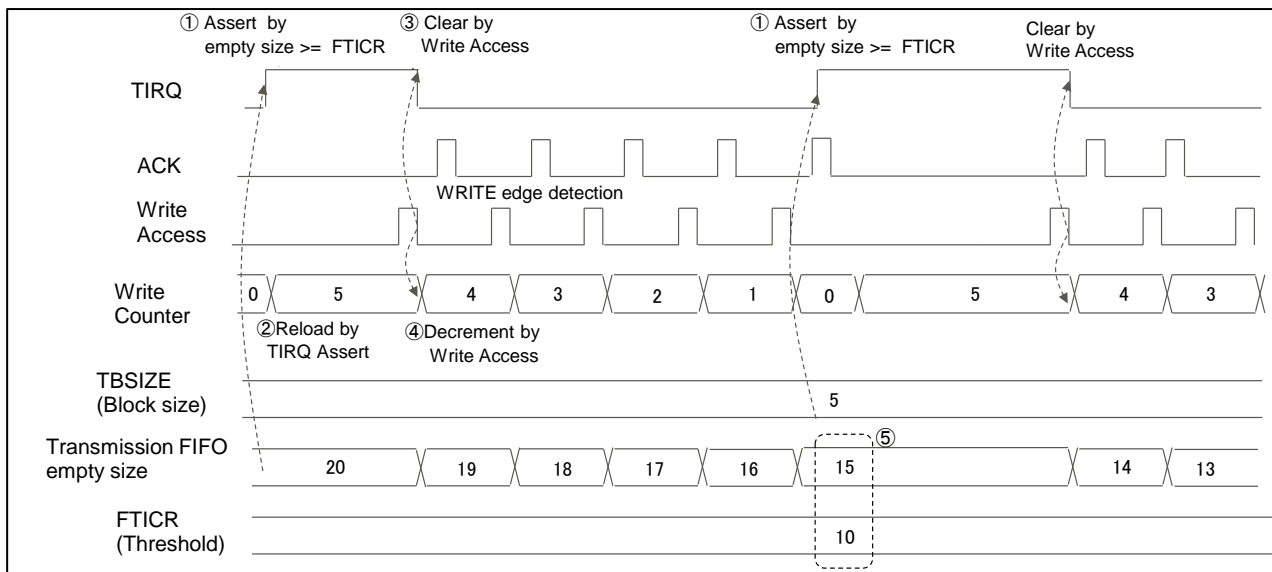 ① Assert by
empty size >= FTICR
③ Clear by
Write Access
① Assert by
empty size >= FTICR
Clear by
Write Access
TIRQ
ACK
WRITE edge detection
Write
Access
Write
Counter
0 5 4 3 2 1 0 5 4 3
②Reload by
TIRQ Assert
④Decrement by
Write Access
TBSIZE
(Block size)
5
Transmission FIFO
empty size
20 19 18 17 16 15 14 13
⑤
FTICR
(Threshold)
10